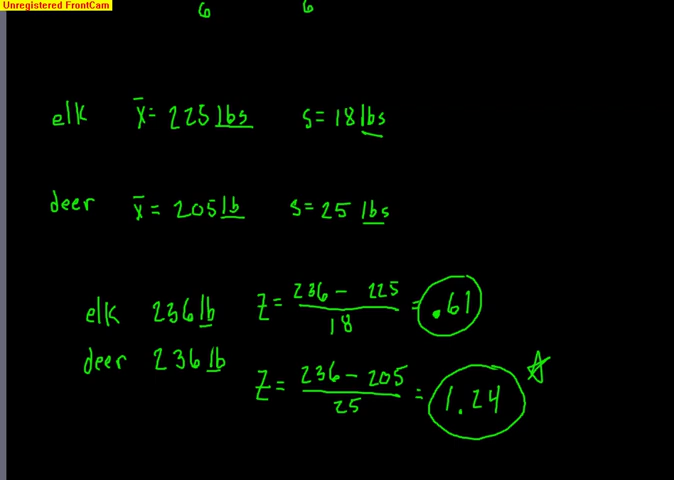 Unregistered FrontCam
6 6
elk x̄ = 225 lbs s = 18 lbs
deer x̄ = 205 lb s = 25 lbs
elk 236 lb Z = 236 - 225 / 18 = .61
deer 236 lb
Z = 236 - 205 / 25 = 1.24